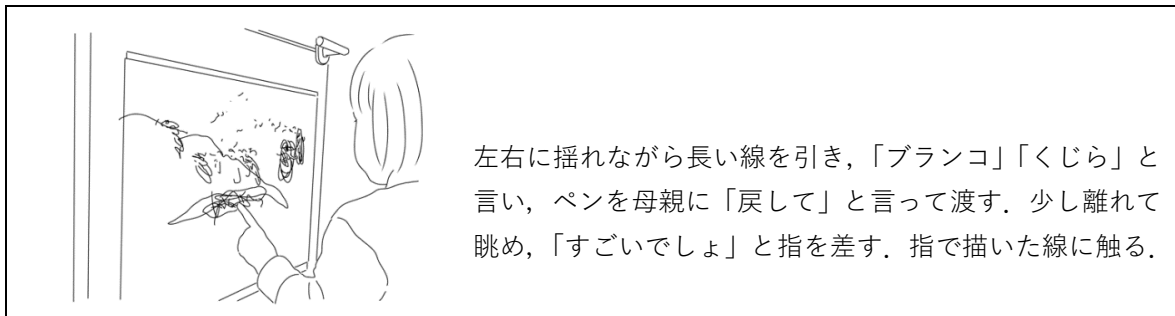 左右に揺れながら長い線を引き，「ブランコ」「くじら」と
言い，ペンを母親に「戻して」と言って渡す．少し離れて
眺め，「すごいでしょ」と指を差す．指で描いた線に触る．